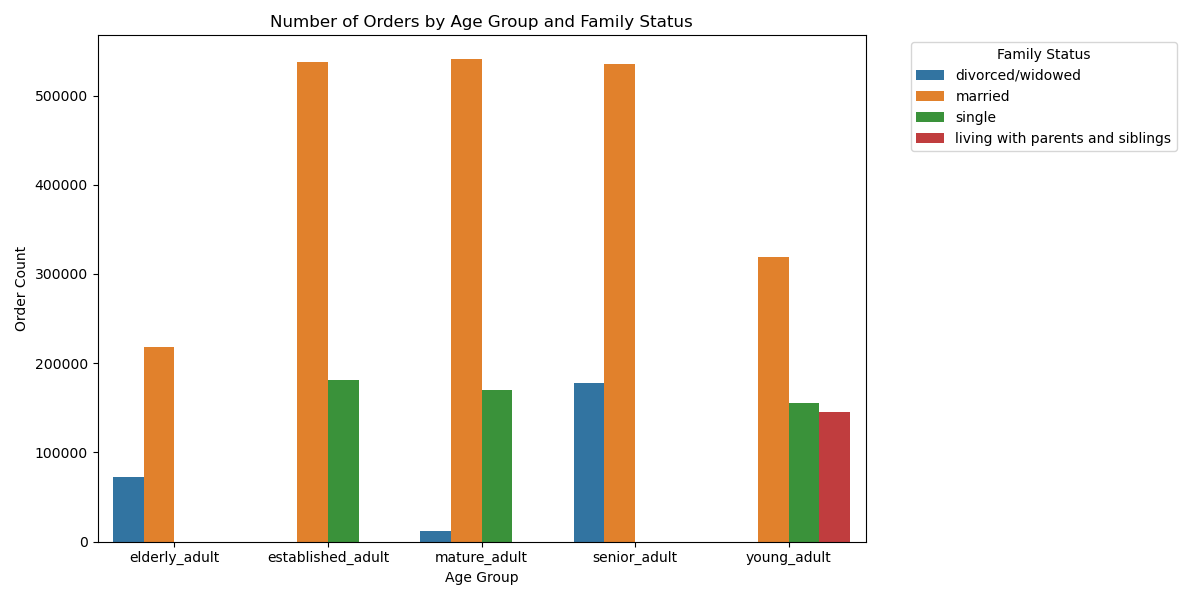 Number of Orders by Age Group and Family Status
Order Count
500000
400000
300000
200000
100000
0
elderly_adult established_adult mature_adult senior_adult young_adult
Age Group
Family Status
divorced/widowed
married
single
living with parents and siblings